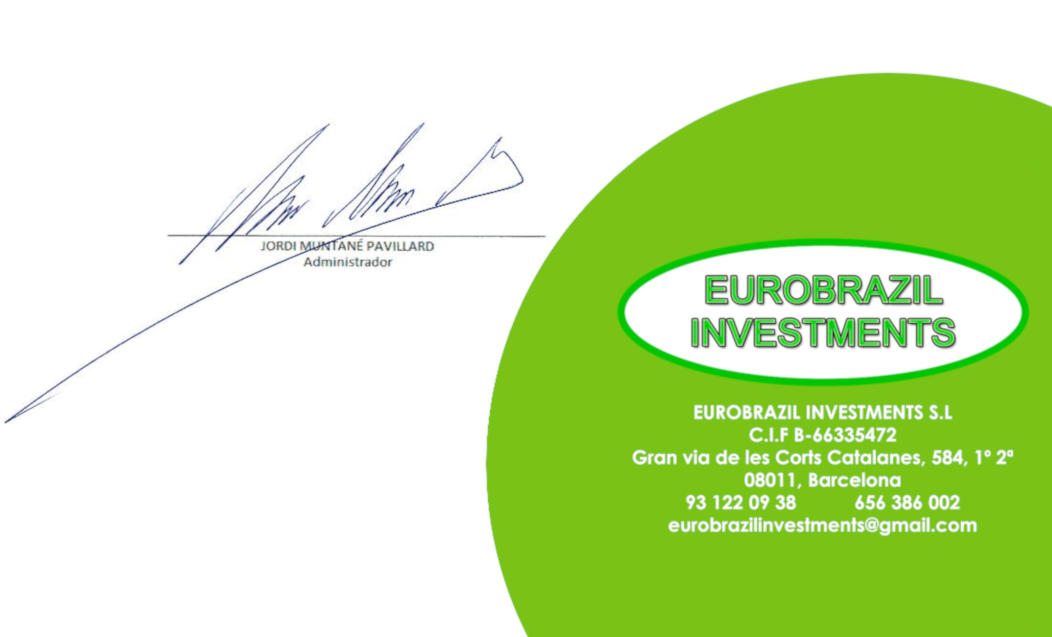 JORDI MUNTANÉ PAVILLARD
Administrador
EUROBRAZIL
INVESTMENTS
EUROBRAZIL INVESTMENTS S.L
C.I.F B-66335472
Gran via de les Corts Catalanes, 584, 1º 2ª
08011, Barcelona
93 122 09 38 656 386 002
eurobrazilinvestments@gmail.com